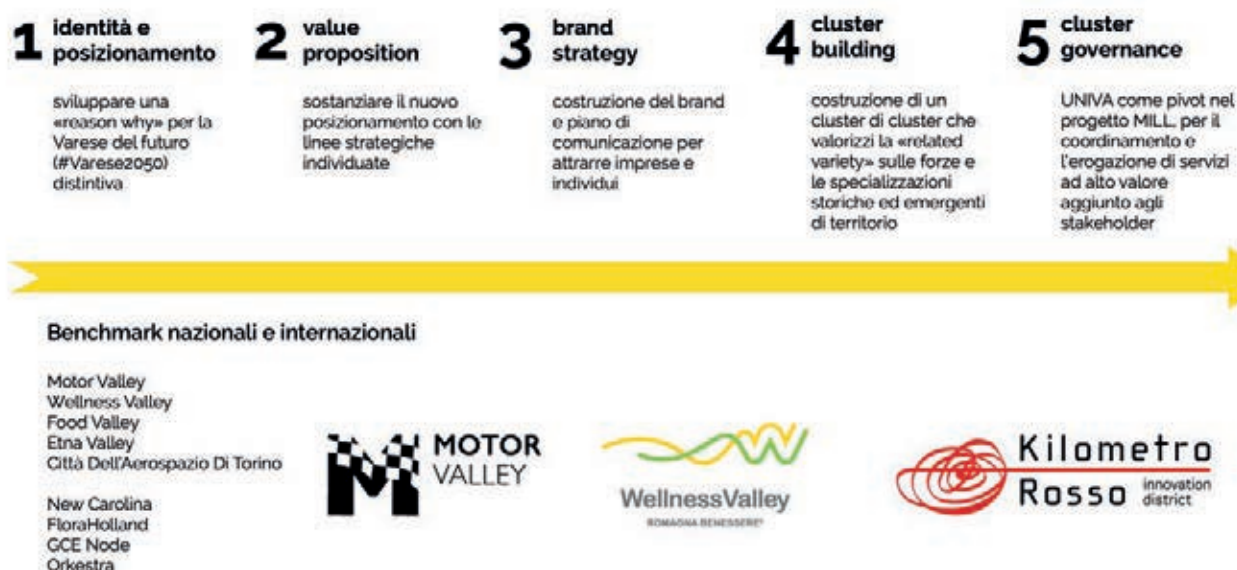 1 identità e
posizionamento
sviluppare una
«reason why» per la
Varese del futuro
(#Varese2050)
distintiva
2 value
proposition
sostanziare il nuovo
posizionamento con le
linee strategiche
individuate
3 brand
strategy
costruzione del brand
e piano di
comunicazione per
attrarre imprese e
individui
4 cluster
building
costruzione di un
cluster di cluster che
valorizzi la «related
variety» sulle forze e
le specializzazioni
storiche ed emergenti
di territorio
5 cluster
governance
UNIVA come pivot nel
progetto MILL, per il
coordinamento e
l'erogazione di servizi
ad alto valore
aggiunto agli
stakeholder
Benchmark nazionali e internazionali
Motor Valley
Wellness Valley
Food Valley
Etna Valley
Città Dell'Aerospazio Di Torino
New Carolina
FloraHolland
GCE Node
Orkestra
M MOTOR
VALLEY
WellnessValley
ROMAGNA BENESSERE®
Kilometro
Rosso innovation
district